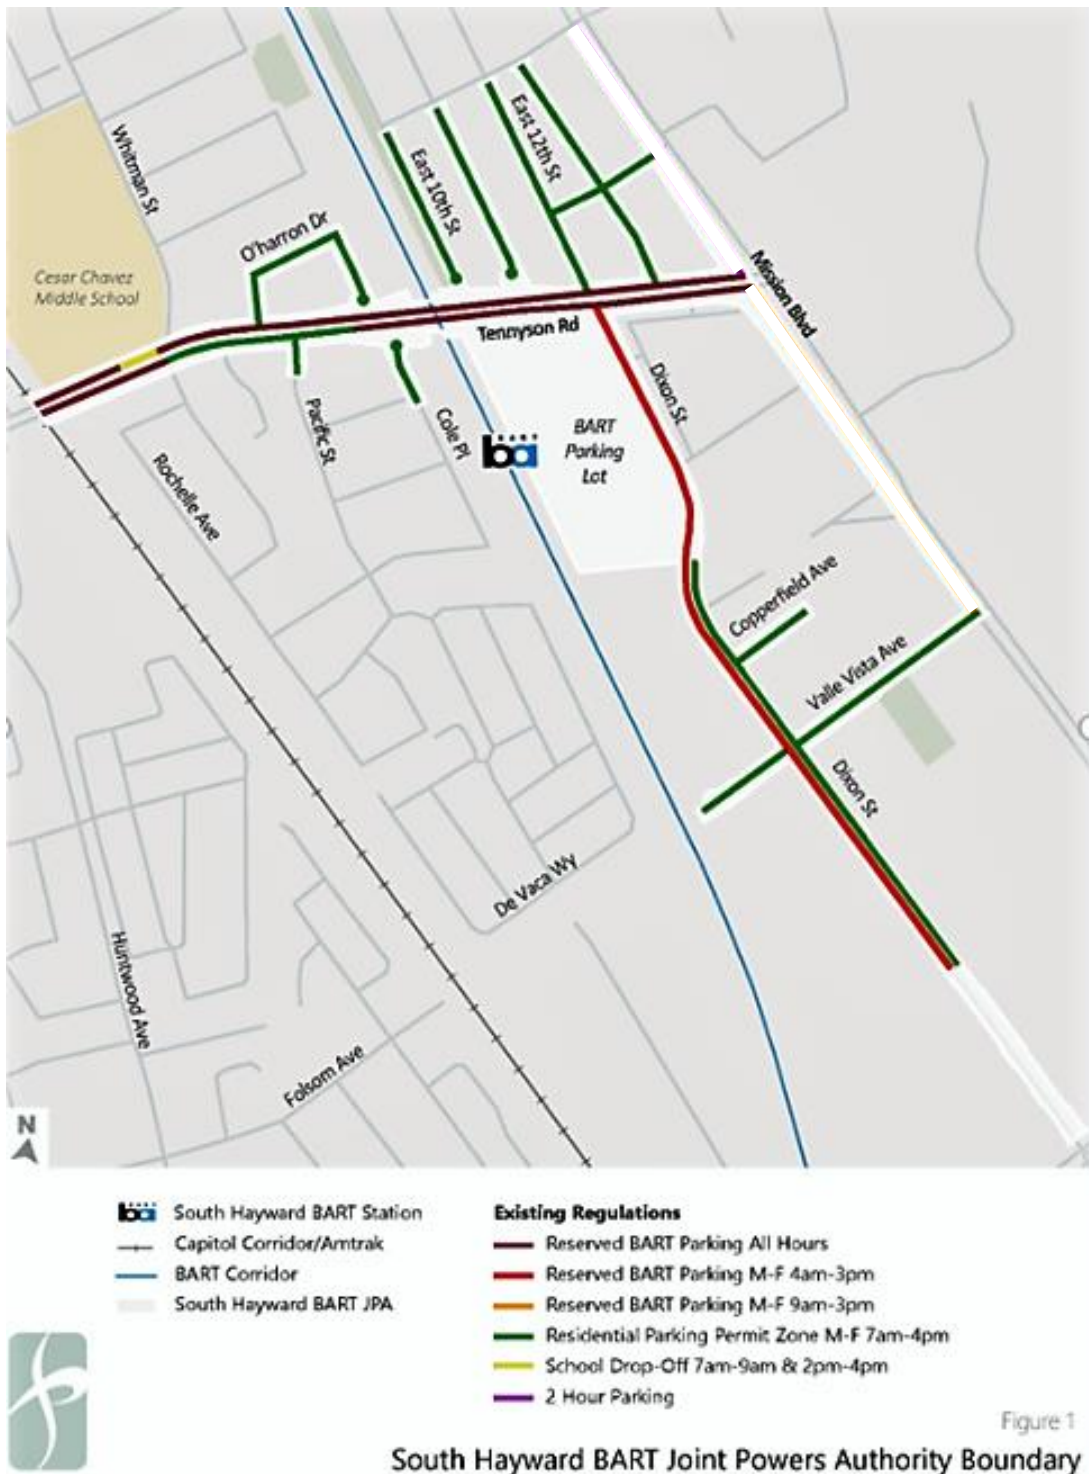 Whitman St
East 12th St
East 10th St
O'harron Dr
Cesar Chavez
Middle School
Mission Blvd
Tennyson Rd
Dixon St
Pacific St
Cole Pl
BART
Parking
Lot
ba
Rochelle Ave
Copperfield Ave
Valle Vista Ave
Dixon St
De Vaca Wy
Huntwood Ave
Folsom Ave
N
ba South Hayward BART Station
Capitol Corridor/Amtrak
BART Corridor
South Hayward BART JPA
Existing Regulations
Reserved BART Parking All Hours
Reserved BART Parking M-F 4am-3pm
Reserved BART Parking M-F 9am-3pm
Residential Parking Permit Zone M-F 7am-4pm
School Drop-Off 7am-9am & 2pm-4pm
2 Hour Parking
Figure 1
South Hayward BART Joint Powers Authority Boundary